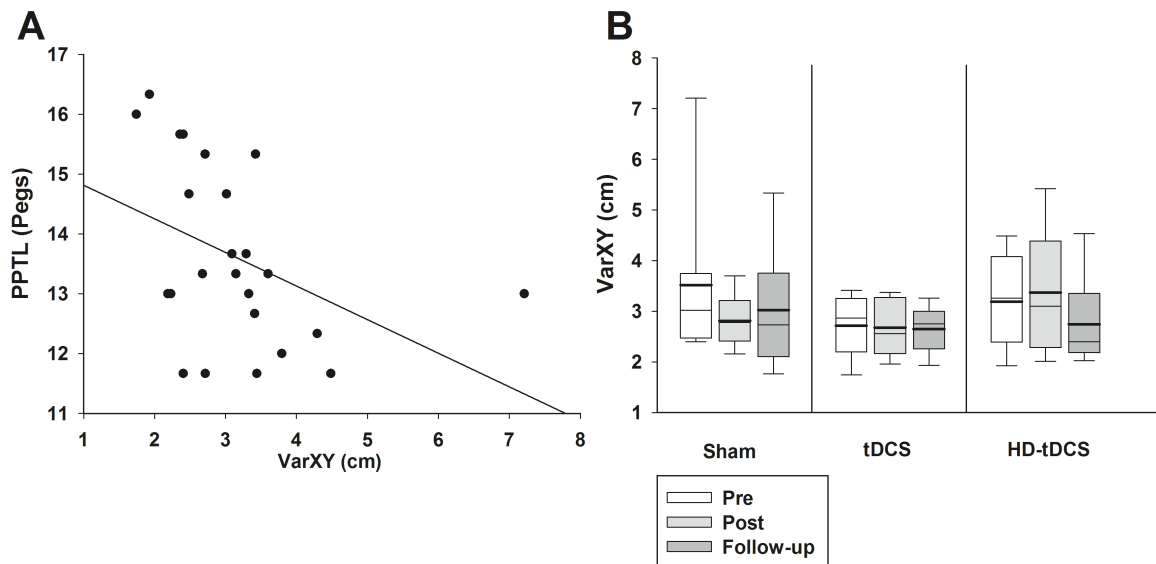 A
17
16
15
14
13
12
11
PPTL (Pegs)
1 2 3 4 5 6 7 8
VarXY (cm)
B
8
7
6
5
4
3
2
1
VarXY (cm)
Sham tDCS HD-tDCS
Pre
Post
Follow-up